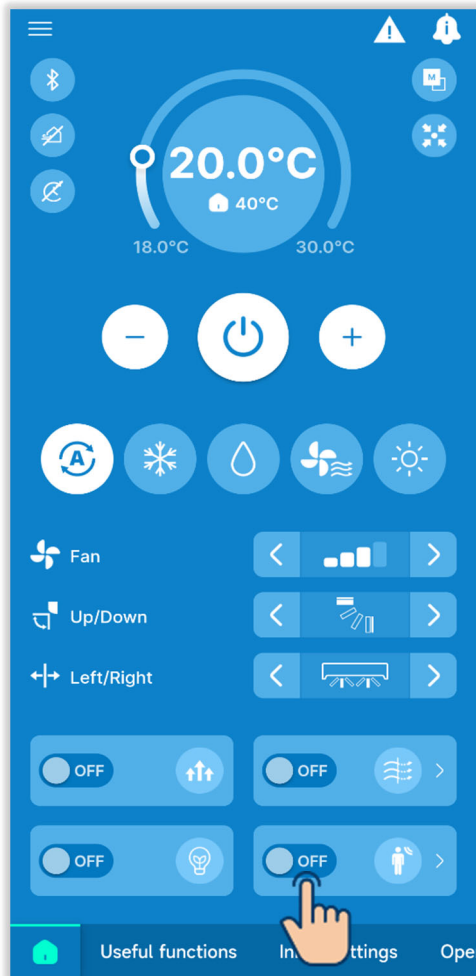 20.0°C
40°C
18.0°C 30.0°C
A
M
Fan
Up/Down
Left/Right
OFF OFF
OFF OFF
Useful functions ttings Ope